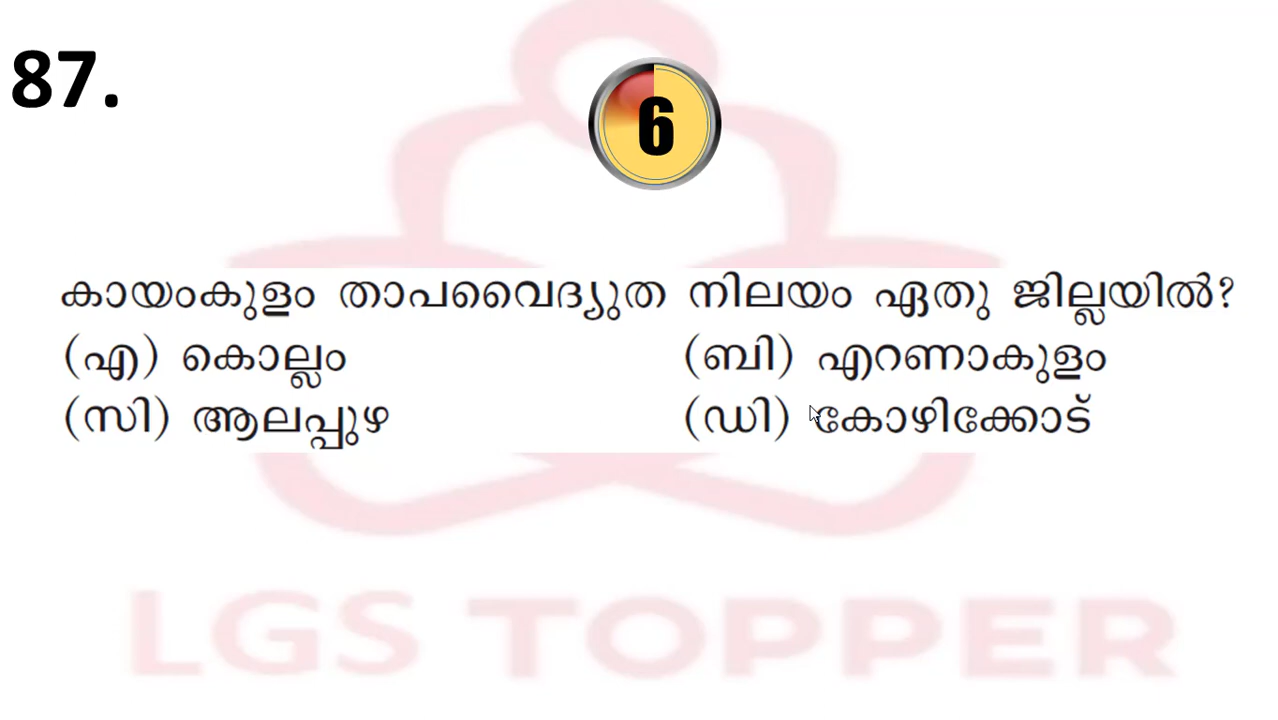 87.
6
കായംകുളം താപവൈദ്യുത നിലയം ഏതു ജില്ലയിൽ?
(എ) കൊല്ലം (ബി) എറണാകുളം
(സി) ആലപ്പുഴ (ഡി) കോഴിക്കോട്
LGS TOPPER